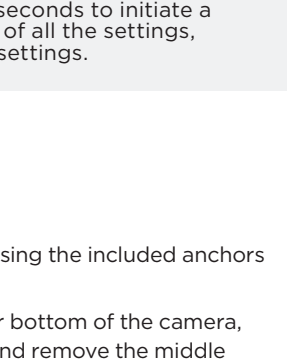 seconds to initiate a
of all the settings,
settings.
sing the included anchors
r bottom of the camera,
nd remove the middle